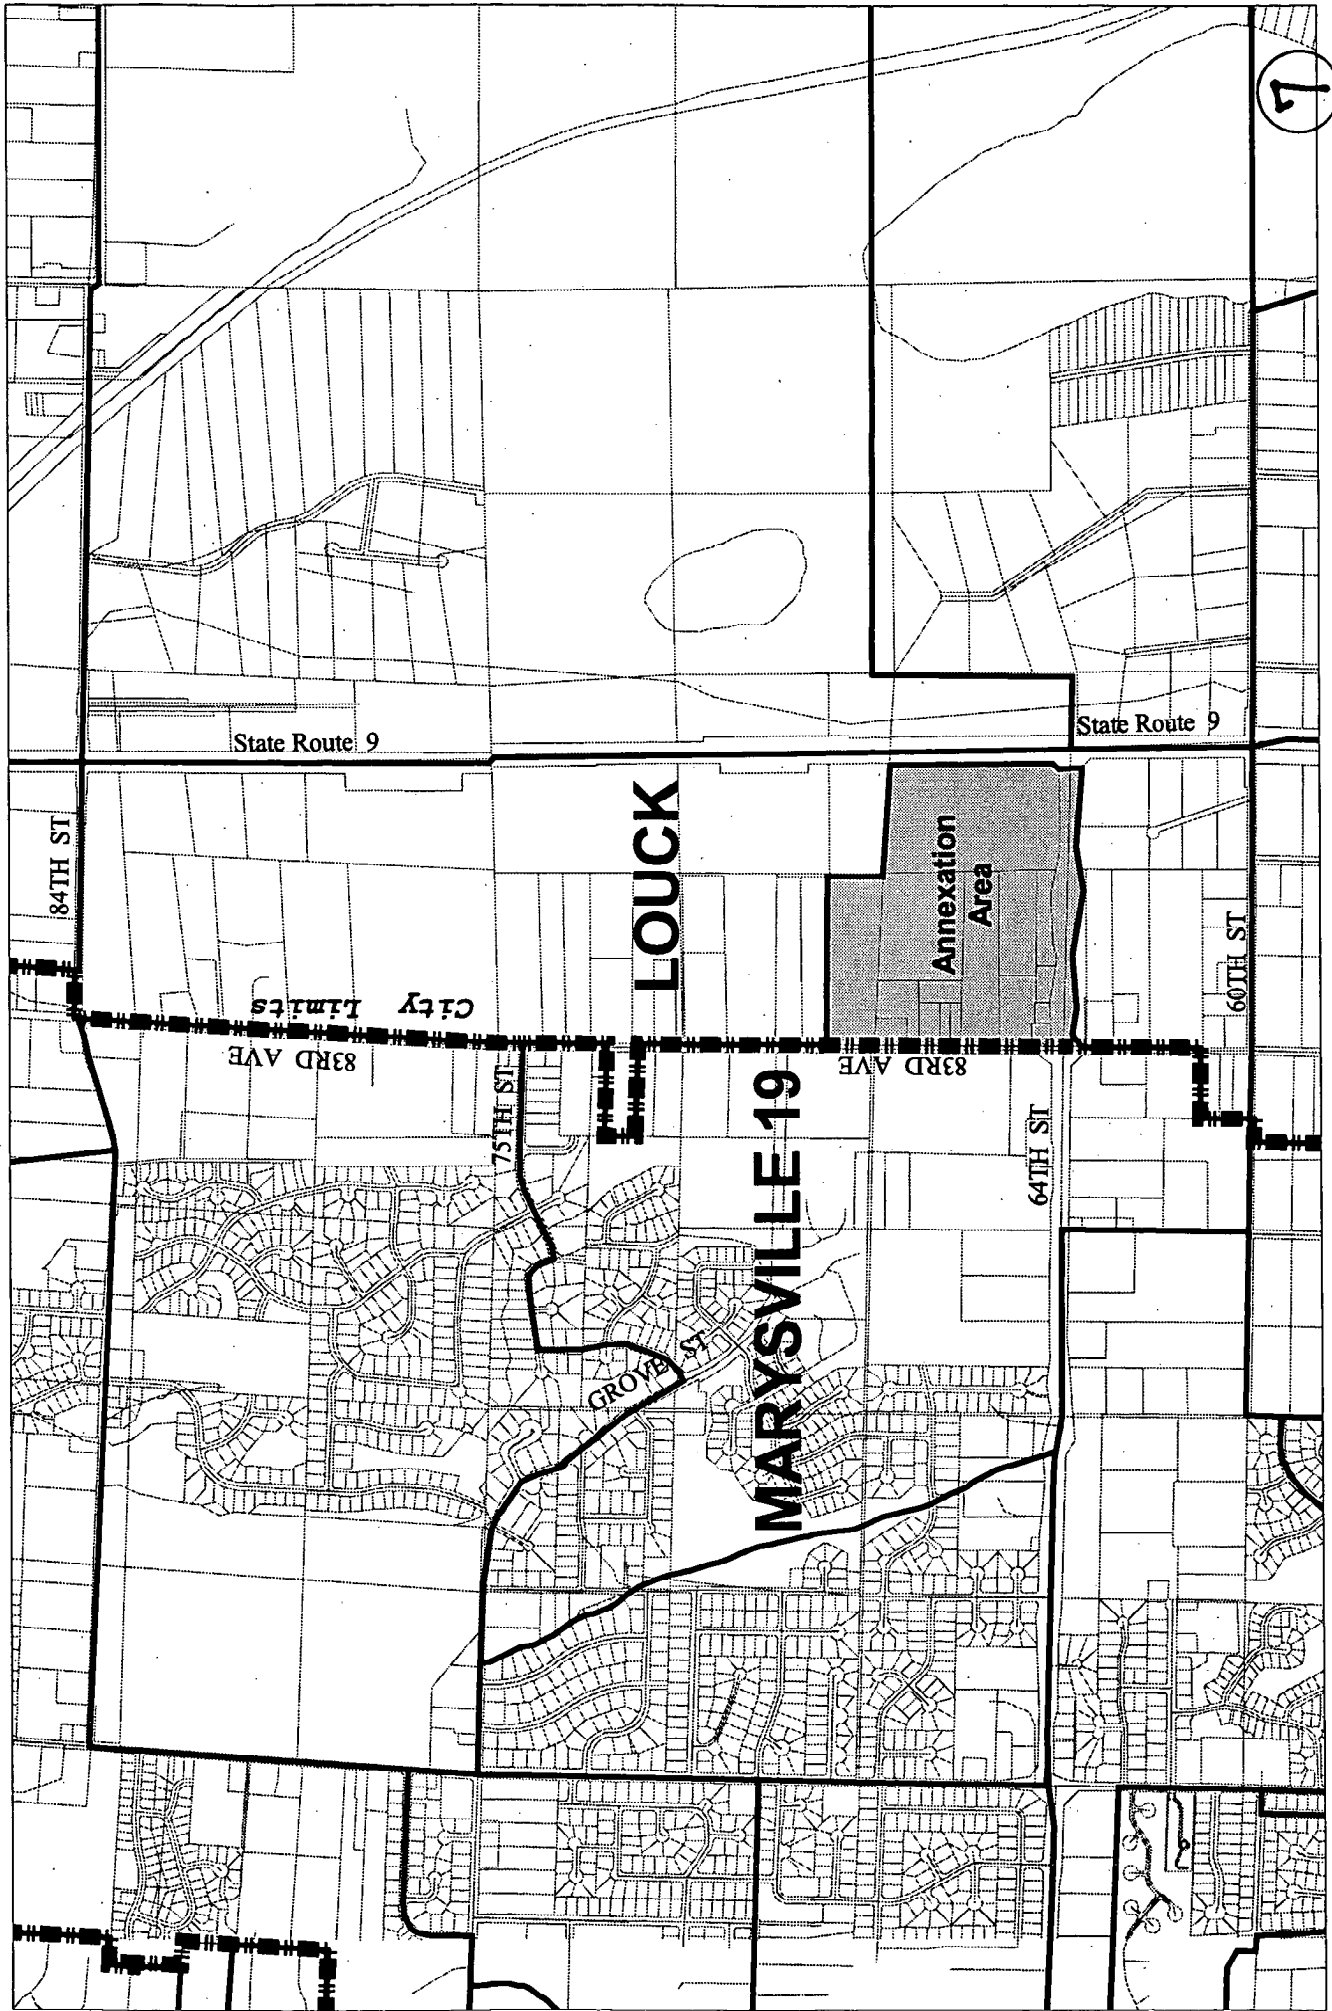 7
State Route 9
State Route 9
84TH ST
LOUCK
Annexation
Area
60TH ST
City Limits
83RD AVE
83RD AVE
75TH ST
MARYSVILLE 19
64TH ST
GROVE ST